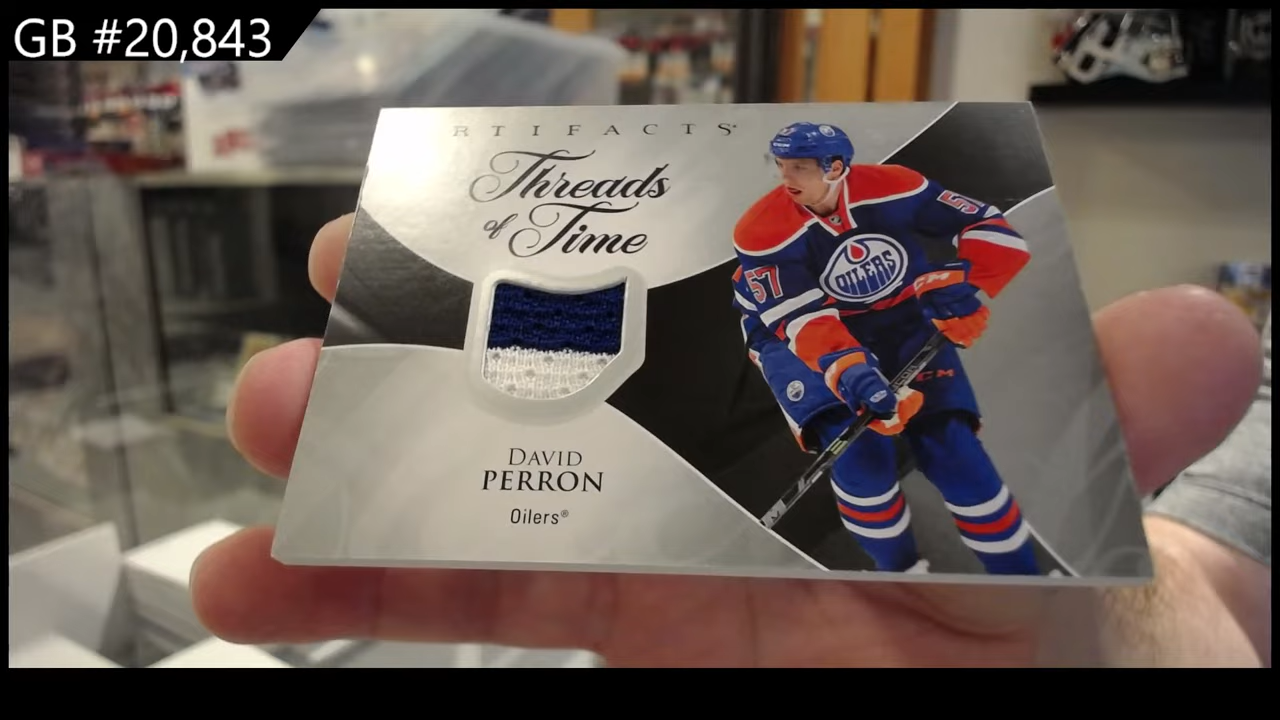 GB #20,843
RTIFACTS
Threads
of Time
DAVID
PERRON
Oilers®
57
57
OILERS
CCM
CCM